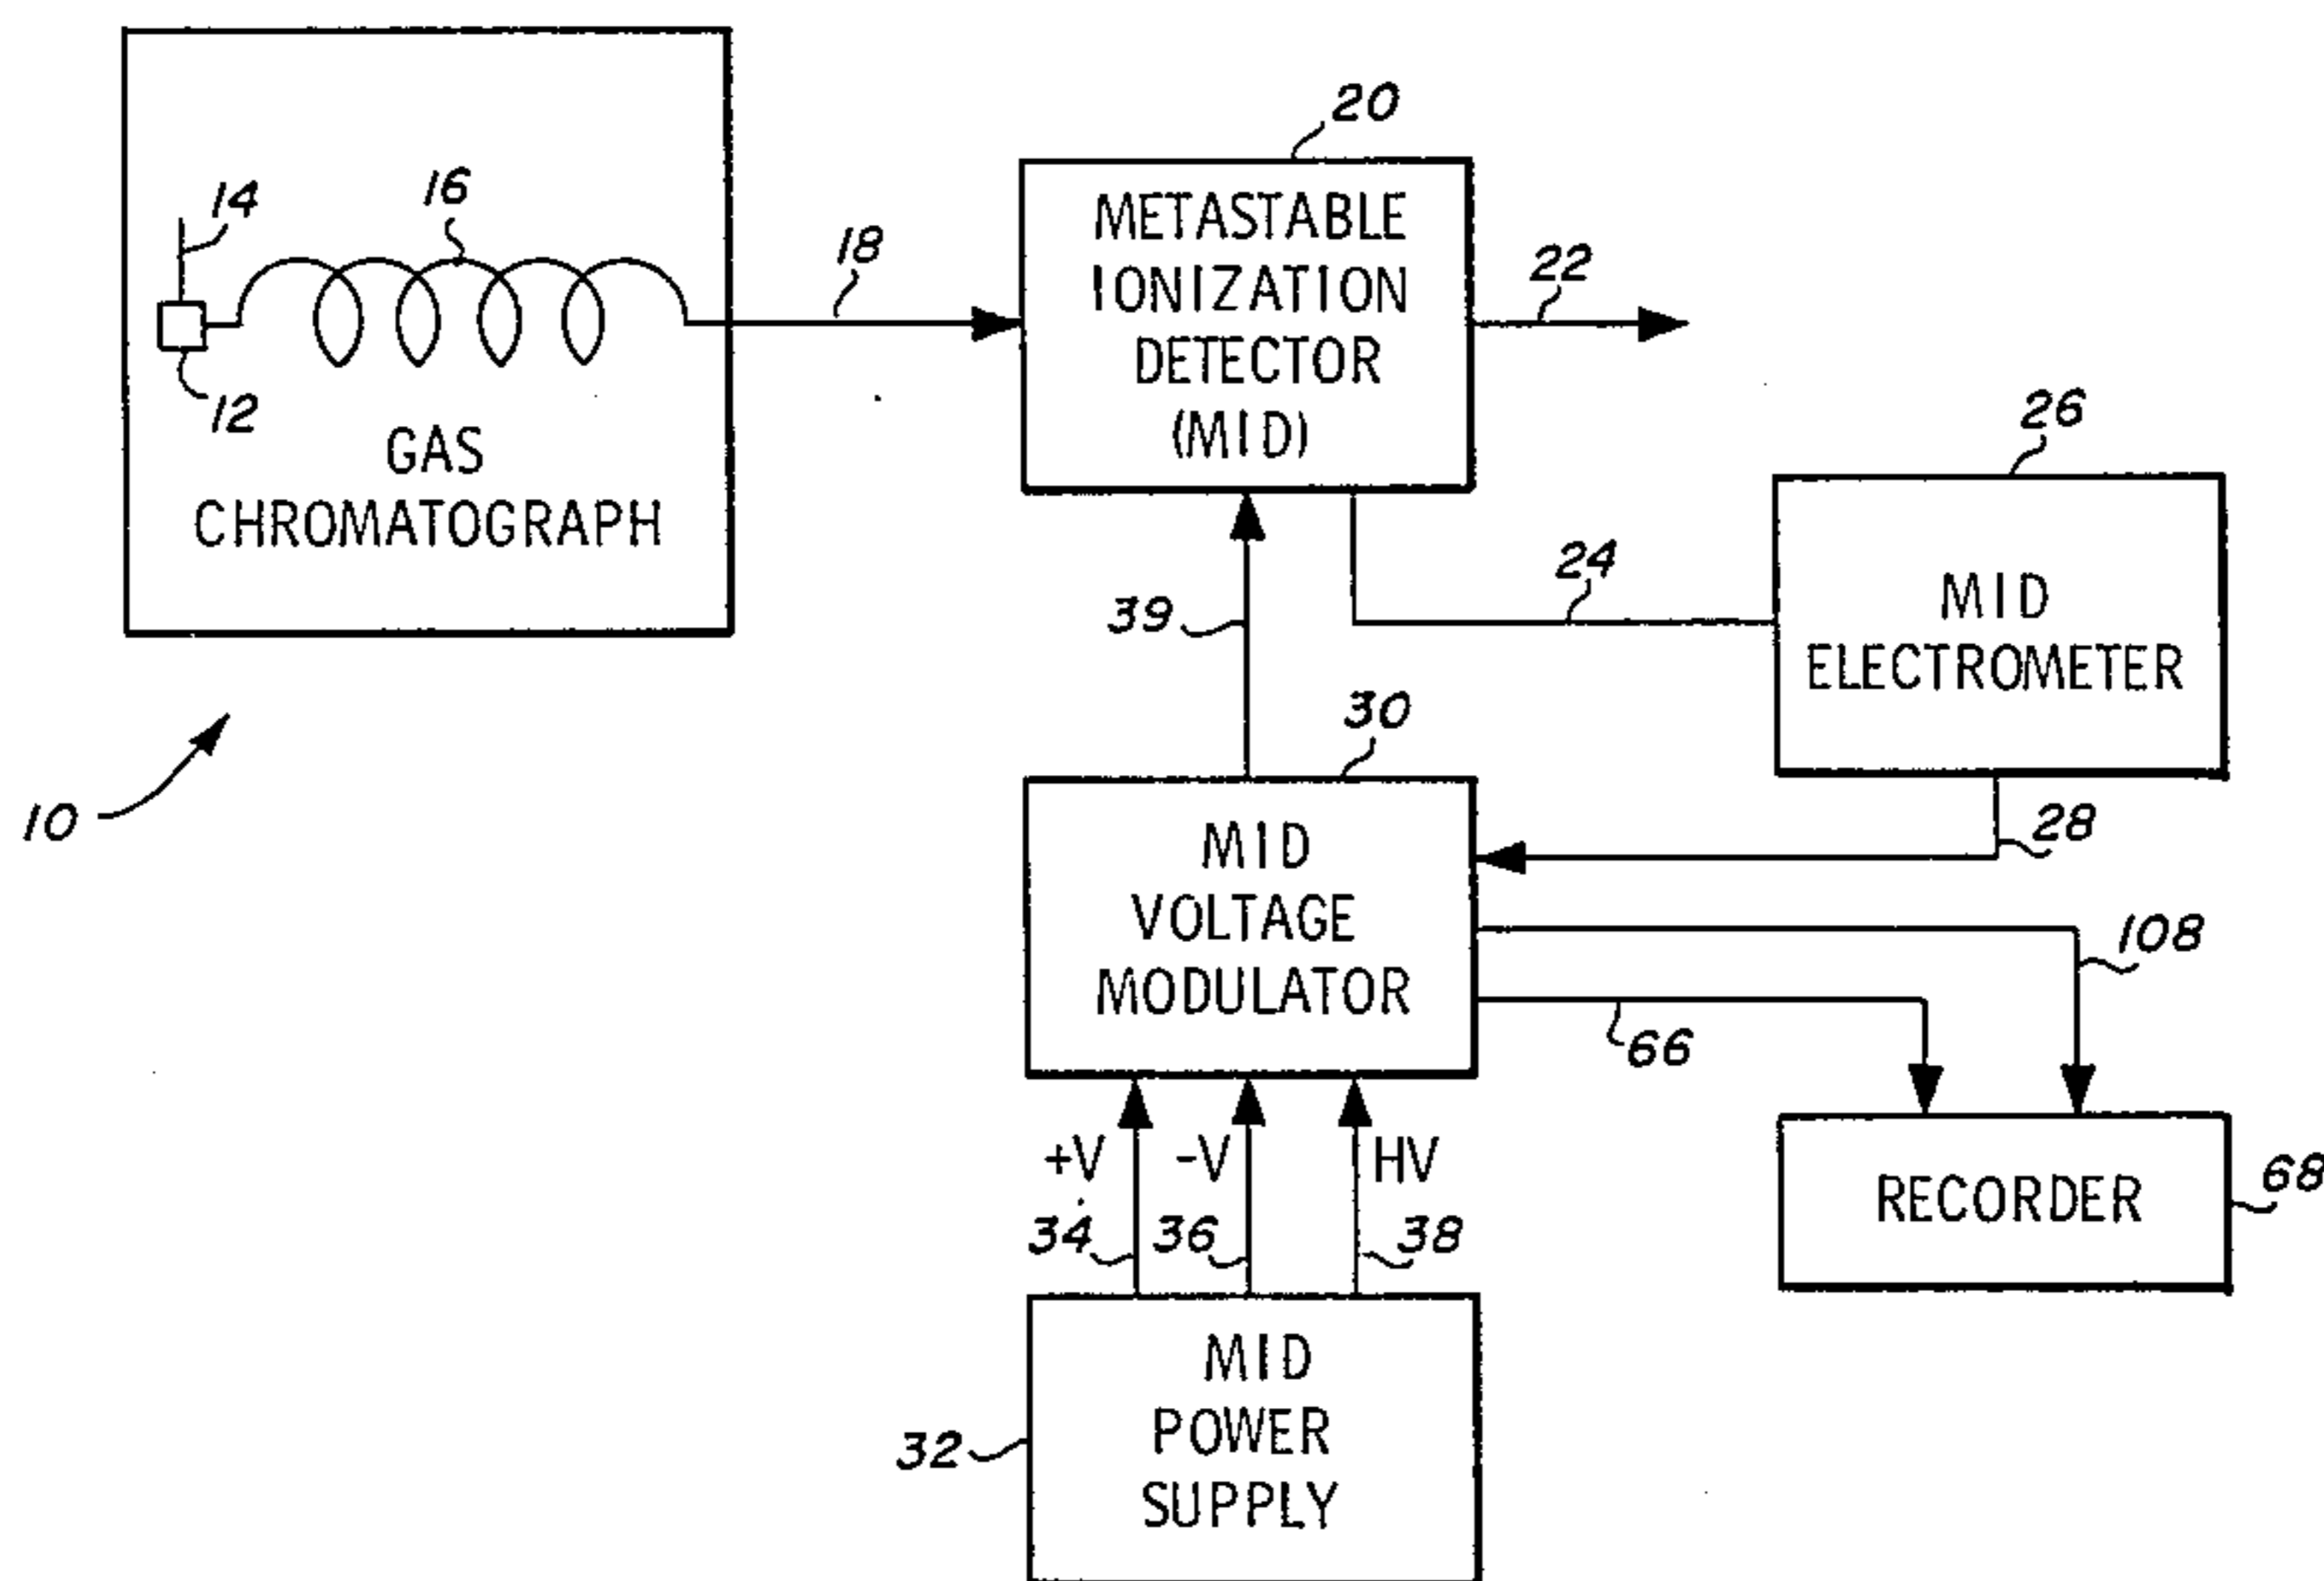 14
16
12
GAS
CHROMATOGRAPH
10
18
20
METASTABLE
IONIZATION
DETECTOR
(MID)
22
24
26
MID
ELECTROMETER
28
39
30
MID
VOLTAGE
MODULATOR
108
66
RECORDER
68
+V
-V
HV
34
36
38
32
MID
POWER
SUPPLY